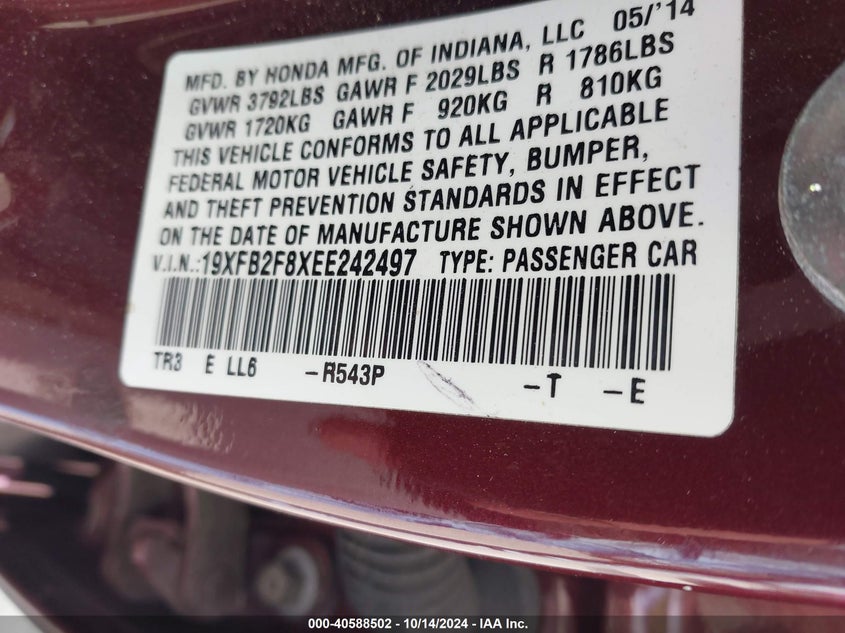 MFD. BY HONDA MFG. OF INDIANA, LLC 05/'14
GVWR 3792LBS GAWR F 2029LBS R 1786LBS
GVWR 1720KG GAWR F 920KG R 810KG
THIS VEHICLE CONFORMS TO ALL APPLICABLE
FEDERAL MOTOR VEHICLE SAFETY, BUMPER,
AND THEFT PREVENTION STANDARDS IN EFFECT
ON THE DATE OF MANUFACTURE SHOWN ABOVE.
V.I.N.:19XFB2F8XEE242497 TYPE: PASSENGER CAR
TR3 E LL6 -R543P -T -E
000-40588502 - 10/14/2024 - IAA Inc.